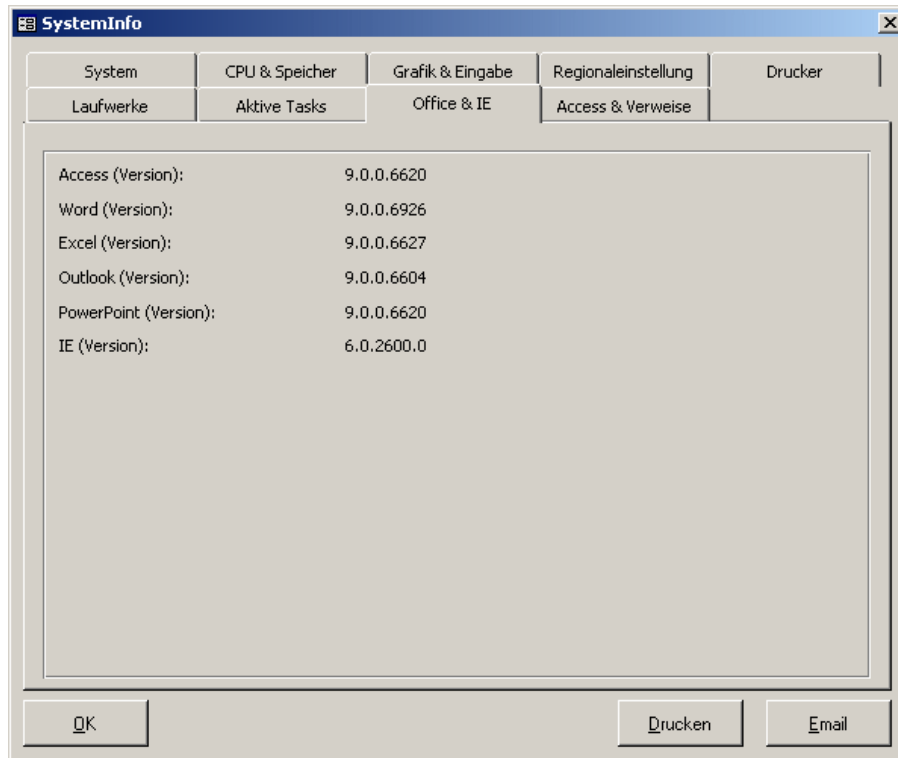 SystemInfo
System CPU & Speicher Grafik & Eingabe Regionaleinstellung Drucker
Laufwerke Aktive Tasks Office & IE Access & Verweise
Access (Version): 9.0.0.6620
Word (Version): 9.0.0.6926
Excel (Version): 9.0.0.6627
Outlook (Version): 9.0.0.6604
PowerPoint (Version): 9.0.0.6620
IE (Version): 6.0.2600.0
OK Drucken Email